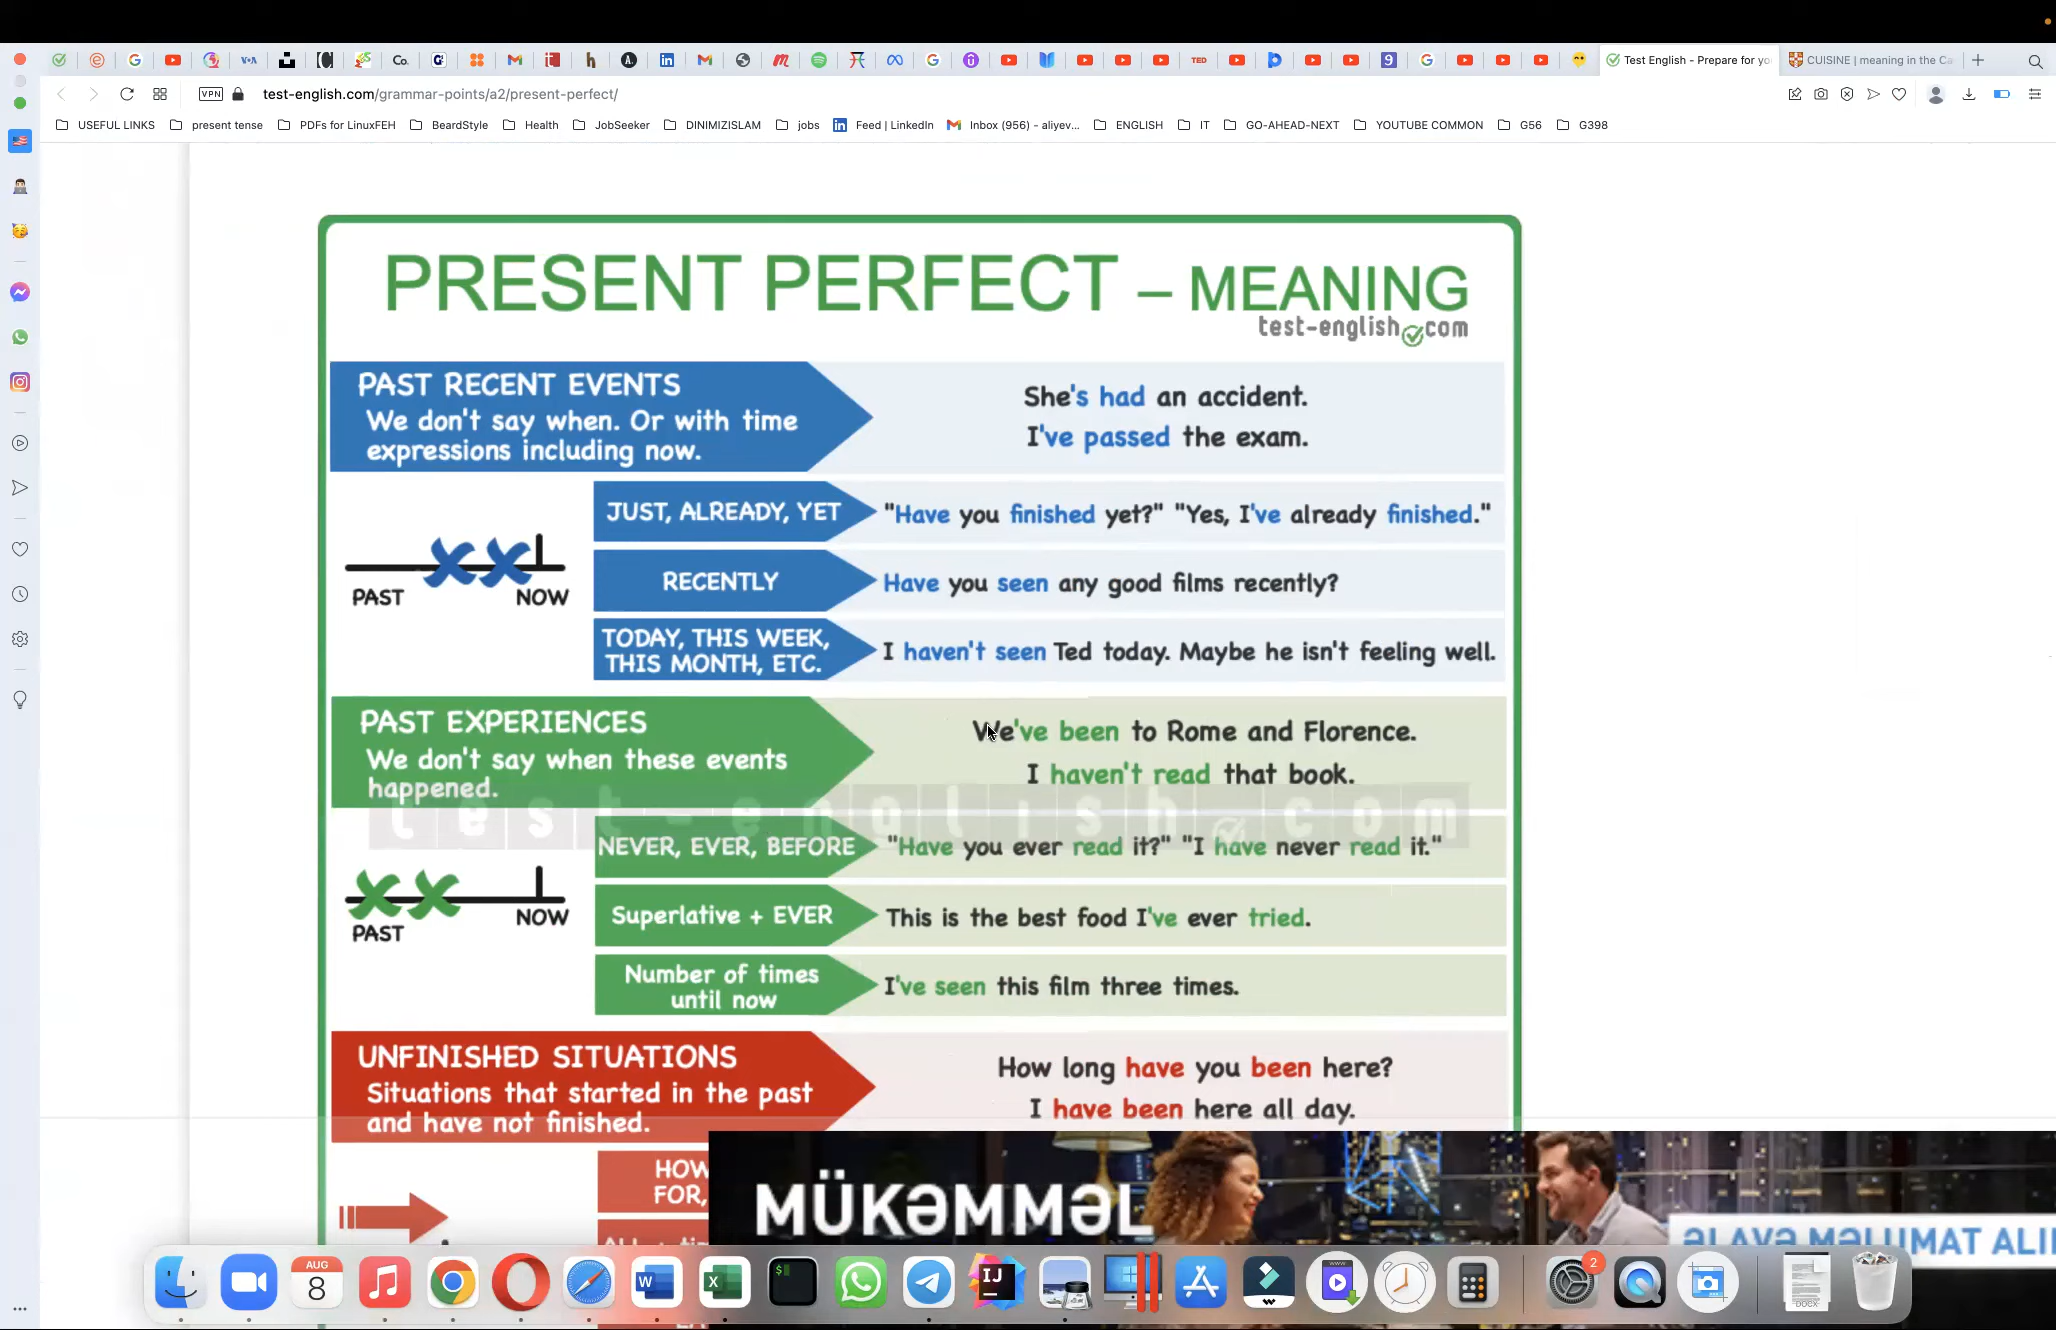 Test English - Prepare for yo
CUISINE | meaning in the Ca
VPN
test-english.com/grammar-points/a2/present-perfect/
USEFUL LINKS
present tense
PDFs for LinuxFEH
BeardStyle
Health
JobSeeker
DINIMIZISLAM
jobs
Feed | LinkedIn
Inbox (956) - aliyev...
ENGLISH
IT
GO-AHEAD-NEXT
YOUTUBE COMMON
G56
G398
PRESENT PERFECT – MEANING
test-english com
PAST RECENT EVENTS
We don't say when. Or with time
expressions including now.
She's had an accident.
I've passed the exam.
JUST, ALREADY, YET
"Have you finished yet?" "Yes, I've already finished."
RECENTLY
Have you seen any good films recently?
TODAY, THIS WEEK,
THIS MONTH, ETC.
I haven't seen Ted today. Maybe he isn't feeling well.
PAST
NOW
PAST EXPERIENCES
We don't say when these events
happened.
We've been to Rome and Florence.
I haven't read that book.
test-english.com
NEVER, EVER, BEFORE
"Have you ever read it?" "I have never read it."
Superlative + EVER
This is the best food I've ever tried.
Number of times
until now
I've seen this film three times.
NOW
PAST
UNFINISHED SITUATIONS
Situations that started in the past
and have not finished.
How long have you been here?
I have been here all day.
HOW
FOR,
MÜKƏMMƏL
ƏLAVƏ MƏLUMAT ALI
AUG
8
2
DOCX